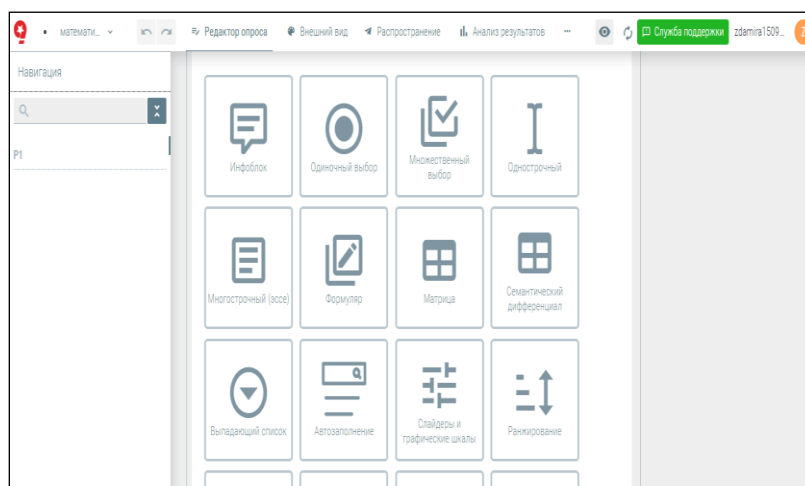 математи... Редактор опроса Внешний вид Распространение Анализ результатов ... Служба поддержки zdamira1509... Z
Навигация
P1
Инфоблок
Одиночный выбор
Множественный
выбор
Однострочный
Многострочный (эссе)
Формуляр
Матрица
Семантический
дифференциал
Выпадающий список
Автозаполнение
Слайдеры и
графические шкалы
Ранжирование